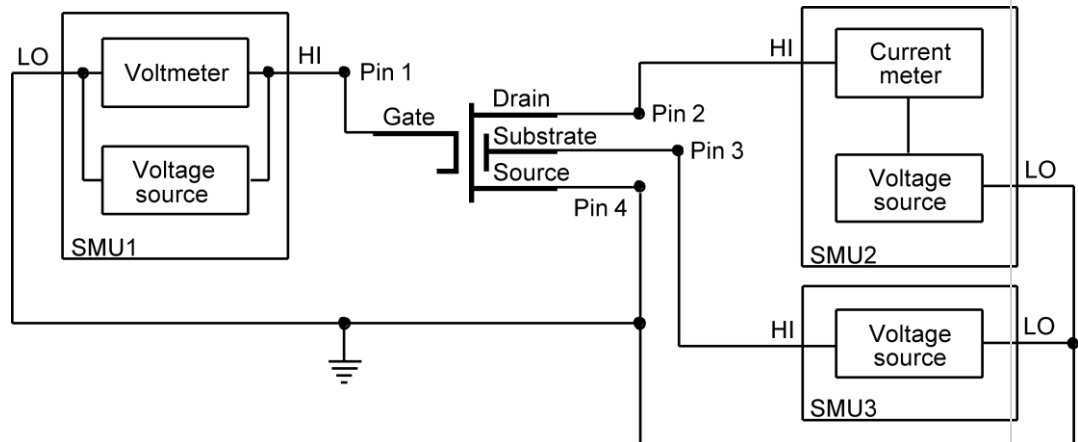 LO
Voltmeter
HI
Pin 1
Voltage
source
SMU1
Gate
Drain
Pin 2
Substrate
Pin 3
Source
Pin 4
HI
Current
meter
Voltage
source
LO
SMU2
HI
Voltage
source
LO
SMU3